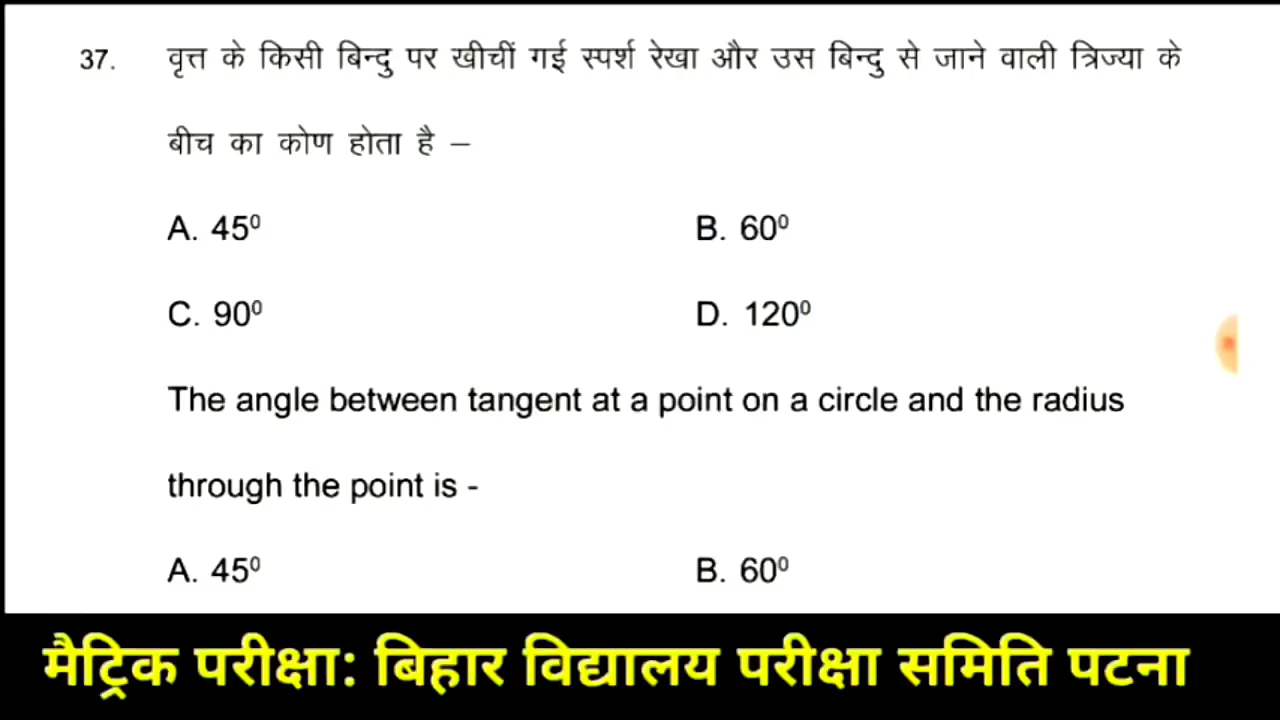 37. वृत्त के किसी बिन्दु पर खीचीं गई स्पर्श रेखा और उस बिन्दु से जाने वाली त्रिज्या के
बीच का कोण होता है –
A. 45⁰ B. 60⁰
C. 90⁰ D. 120⁰
The angle between tangent at a point on a circle and the radius
through the point is -
A. 45⁰ B. 60⁰
मैट्रिक परीक्षा: बिहार विद्यालय परीक्षा समिति पटना